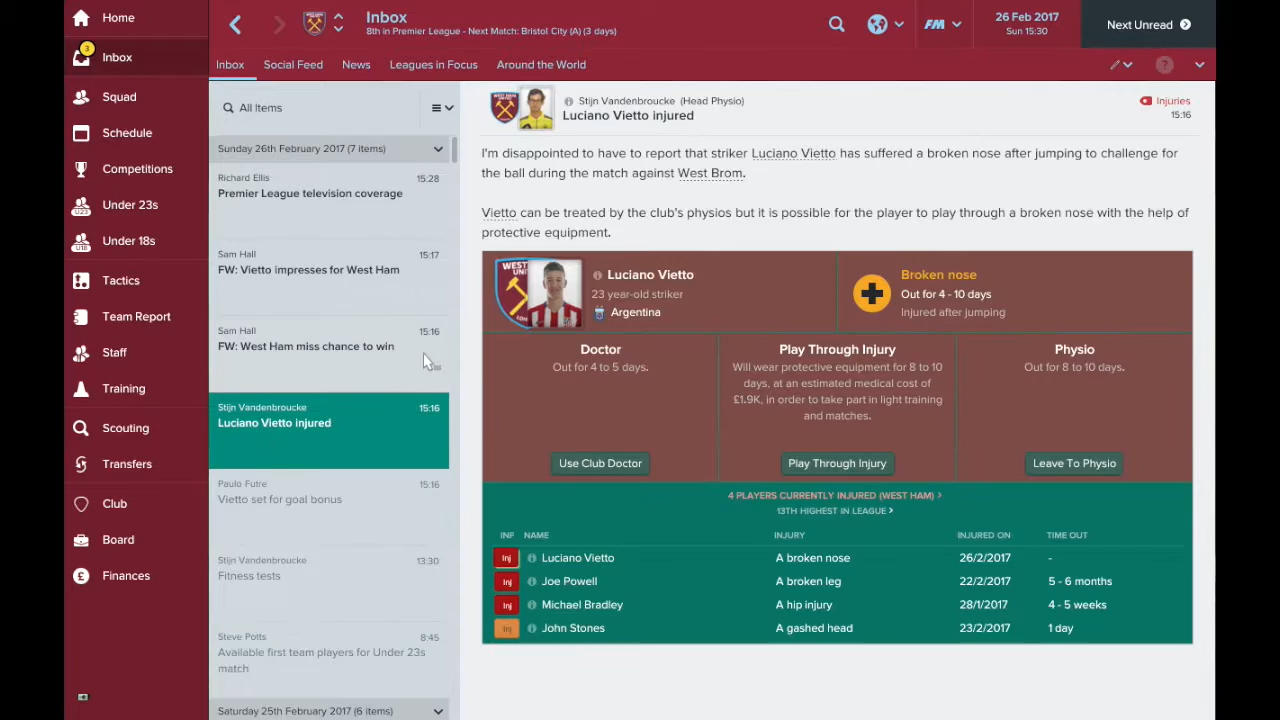 Home
Inbox
3
Squad
Schedule
Competitions
Under 23s
Under 18s
Tactics
Team Report
Staff
Training
Scouting
Transfers
Club
Board
Finances
Inbox
8th in Premier League - Next Match: Bristol City (A) (3 days)
FM
26 Feb 2017
Sun 15:30
Next Unread
Inbox
Social Feed
News
Leagues in Focus
Around the World
?
All Items
Sunday 26th February 2017 (7 items)
Richard Ellis 15:28
Premier League television coverage
Sam Hall 15:17
FW: Vietto impresses for West Ham
Sam Hall 15:16
FW: West Ham miss chance to win
Stijn Vandenbroucke 15:16
Luciano Vietto injured
Paulo Futre 15:16
Vietto set for goal bonus
Stijn Vandenbroucke 13:30
Fitness tests
Steve Potts 8:45
Available first team players for Under 23s
match
Saturday 25th February 2017 (6 items)
Stijn Vandenbroucke (Head Physio)
Luciano Vietto injured
Injuries
15:16
I'm disappointed to have to report that striker Luciano Vietto has suffered a broken nose after jumping to challenge for
the ball during the match against West Brom.
Vietto can be treated by the club's physios but it is possible for the player to play through a broken nose with the help of
protective equipment.
Luciano Vietto
23 year-old striker
Argentina
Broken nose
Out for 4 - 10 days
Injured after jumping
Doctor
Out for 4 to 5 days.
Use Club Doctor
Play Through Injury
Will wear protective equipment for 8 to 10
days, at an estimated medical cost of
£1.9K, in order to take part in light training
and matches.
Play Through Injury
Physio
Out for 8 to 10 days.
Leave To Physio
4 PLAYERS CURRENTLY INJURED (WEST HAM) >
13TH HIGHEST IN LEAGUE >
INF NAME INJURY INJURED ON TIME OUT
Inj Luciano Vietto A broken nose 26/2/2017 -
Inj Joe Powell A broken leg 22/2/2017 5 - 6 months
Inj Michael Bradley A hip injury 28/1/2017 4 - 5 weeks
Inj John Stones A gashed head 23/2/2017 1 day